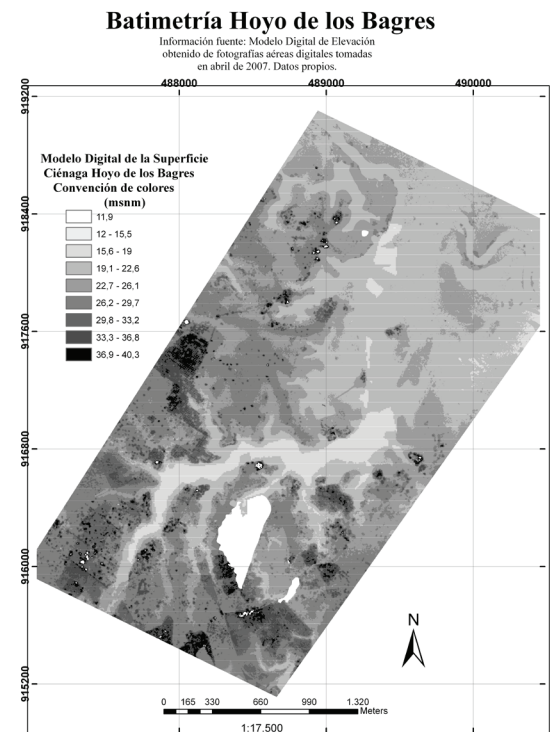 Batimetría Hoyo de los Bagres
Información fuente: Modelo Digital de Elevación
obtenido de fotografías aéreas digitales tomadas
en abril de 2007. Datos propios.
488000 489000 490000
919200
918400
917600
916800
916000
915200
Modelo Digital de la Superficie
Ciénaga Hoyo de los Bagres
Convención de colores
(msnm)
11,9
12 - 15,5
15,6 - 19
19,1 - 22,6
22,7 - 26,1
26,2 - 29,7
29,8 - 33,2
33,3 - 36,8
36,9 - 40,3
N
0 165 330 660 990 1.320
Meters
1:17.500